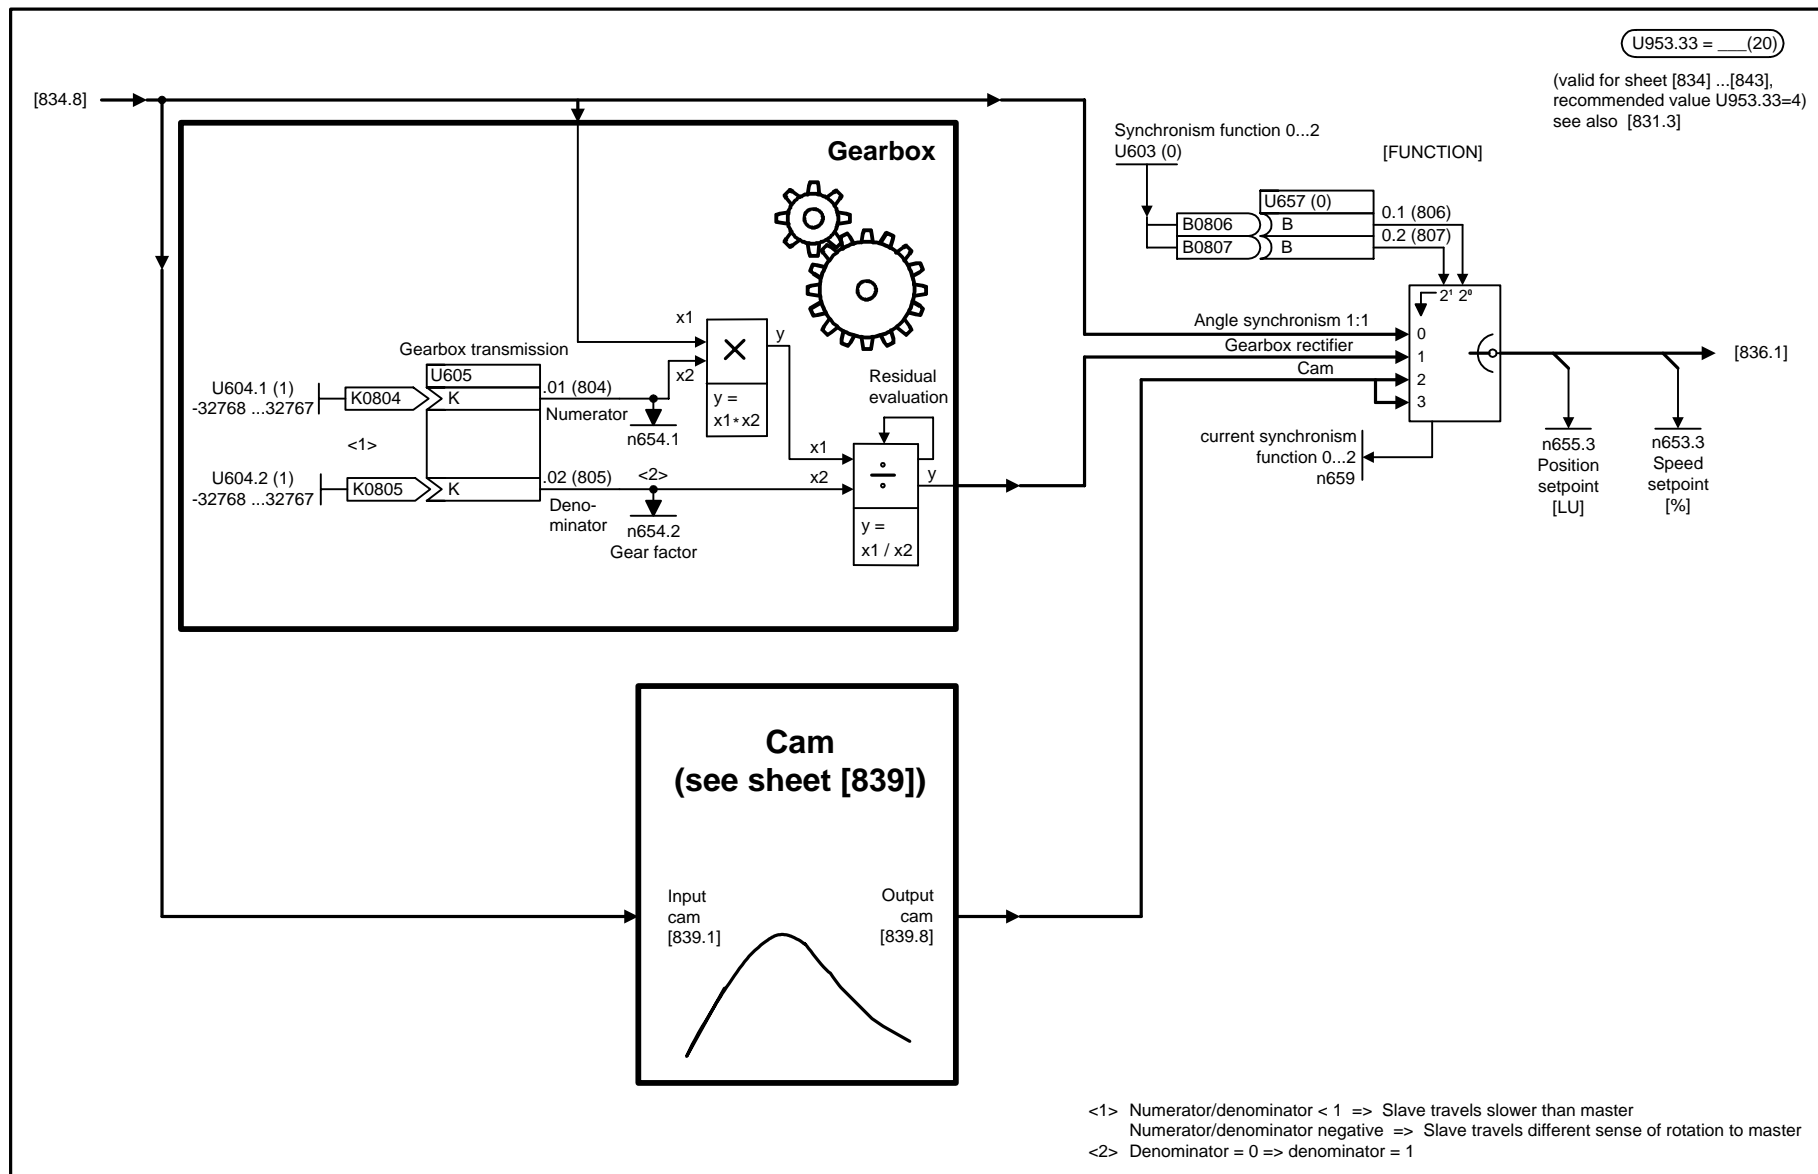 U953.33 = ___(20)
[834.8]
(valid for sheet [834] ...[843],
recommended value U953.33=4)
see also [831.3]
Gearbox
Synchronism function 0...2
U603 (0)
[FUNCTION]
U657 (0)
B0806
B
0.1 (806)
B0807
B
0.2 (807)
2¹ 2⁰
x1
x2
y
y =
x1*x2
Gearbox transmission
U604.1 (1)
-32768 ...32767
K0804
U605
K
.01 (804)
Numerator
n654.1
<1>
U604.2 (1)
-32768 ...32767
K0805
K
.02 (805)
Deno-
minator
<2>
n654.2
Gear factor
Residual
evaluation
x1
x2
y
y =
x1 / x2
Angle synchronism 1:1
0
Gearbox rectifier
1
Cam
2
3
[836.1]
current synchronism
function 0...2
n659
n655.3
Position
setpoint
[LU]
n653.3
Speed
setpoint
[%]
Cam
(see sheet [839])
Input
cam
[839.1]
Output
cam
[839.8]
<1> Numerator/denominator < 1 => Slave travels slower than master
Numerator/denominator negative => Slave travels different sense of rotation to master
<2> Denominator = 0 => denominator = 1